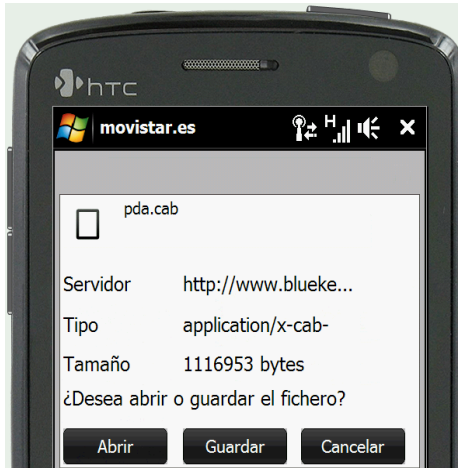 hTC
movistar.es
H
pda.cab
Servidor http://www.blueke...
Tipo application/x-cab-
Tamaño 1116953 bytes
¿Desea abrir o guardar el fichero?
Abrir Guardar Cancelar